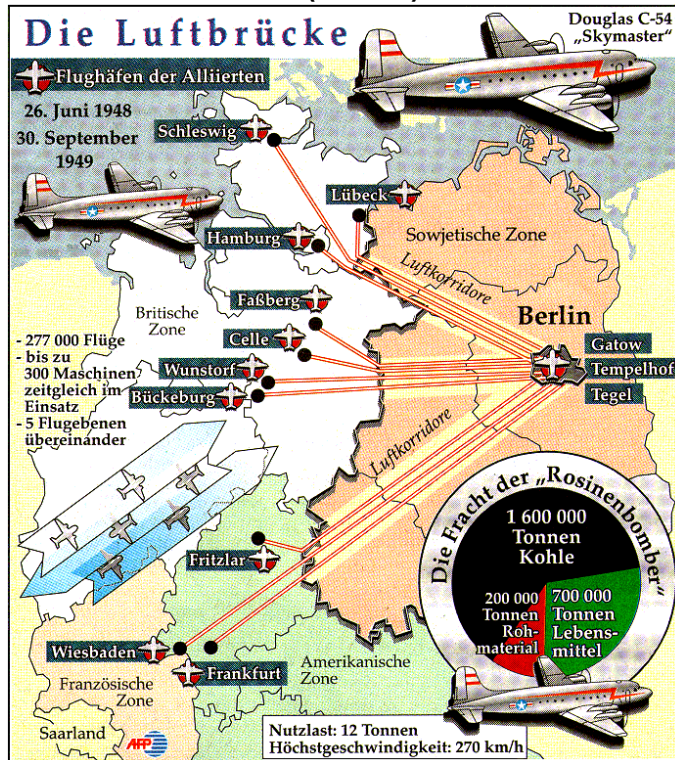 Die Luftbrücke
Douglas C-54
„Skymaster“
Flughäfen der Alliierten
26. Juni 1948
30. September
1949
Schleswig
Lübeck
Hamburg
Sowjetische Zone
Luftkorridore
Faßberg
Britische
Zone
Berlin
Celle
Gatow
- 277 000 Flüge
- bis zu
300 Maschinen
zeitgleich im
Einsatz
- 5 Flugebenen
übereinander
Wunstorf
Tempelhof
Bückeburg
Tegel
Luftkorridore
Die Fracht der „Rosinenbomber“
1 600 000
Tonnen
Kohle
200 000
Tonnen
Roh-
material
700 000
Tonnen
Lebens-
mittel
Fritzlar
Wiesbaden
Frankfurt
Amerikanische
Zone
Französische
Zone
Saarland
AFP
Nutzlast: 12 Tonnen
Höchstgeschwindigkeit: 270 km/h